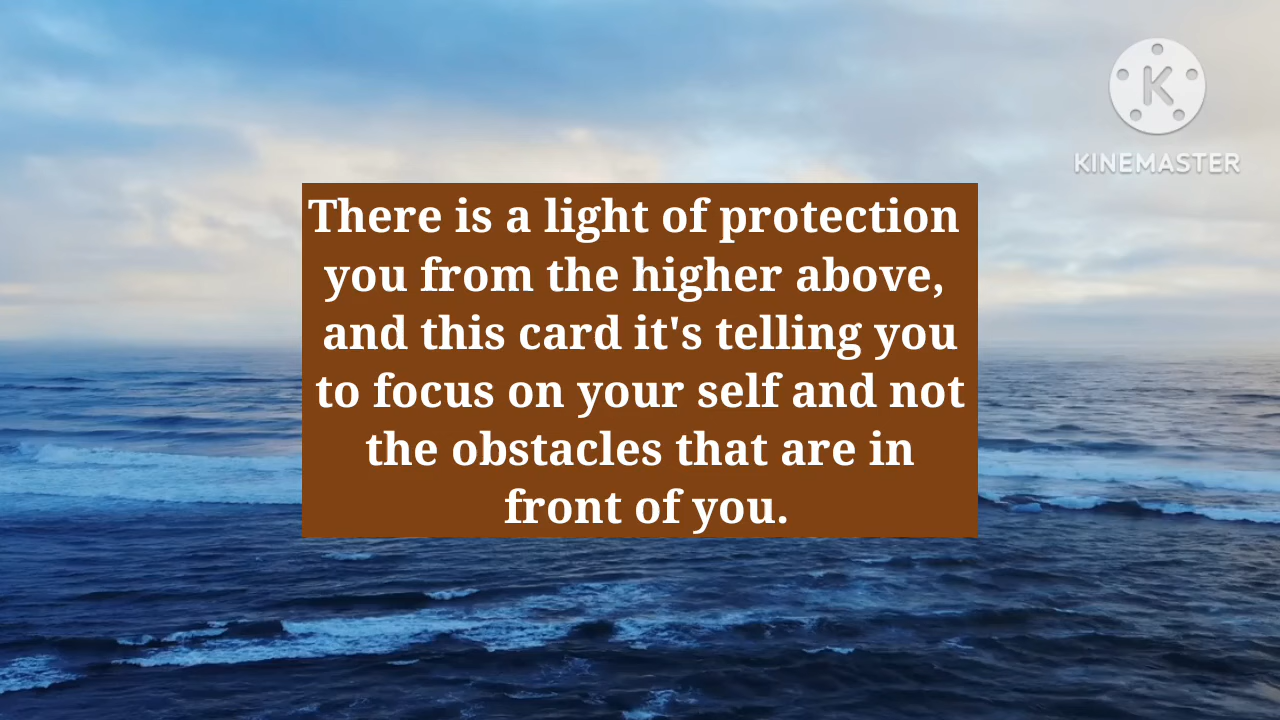 K
KINEMASTER
There is a light of protection
you from the higher above,
and this card it's telling you
to focus on your self and not
the obstacles that are in
front of you.